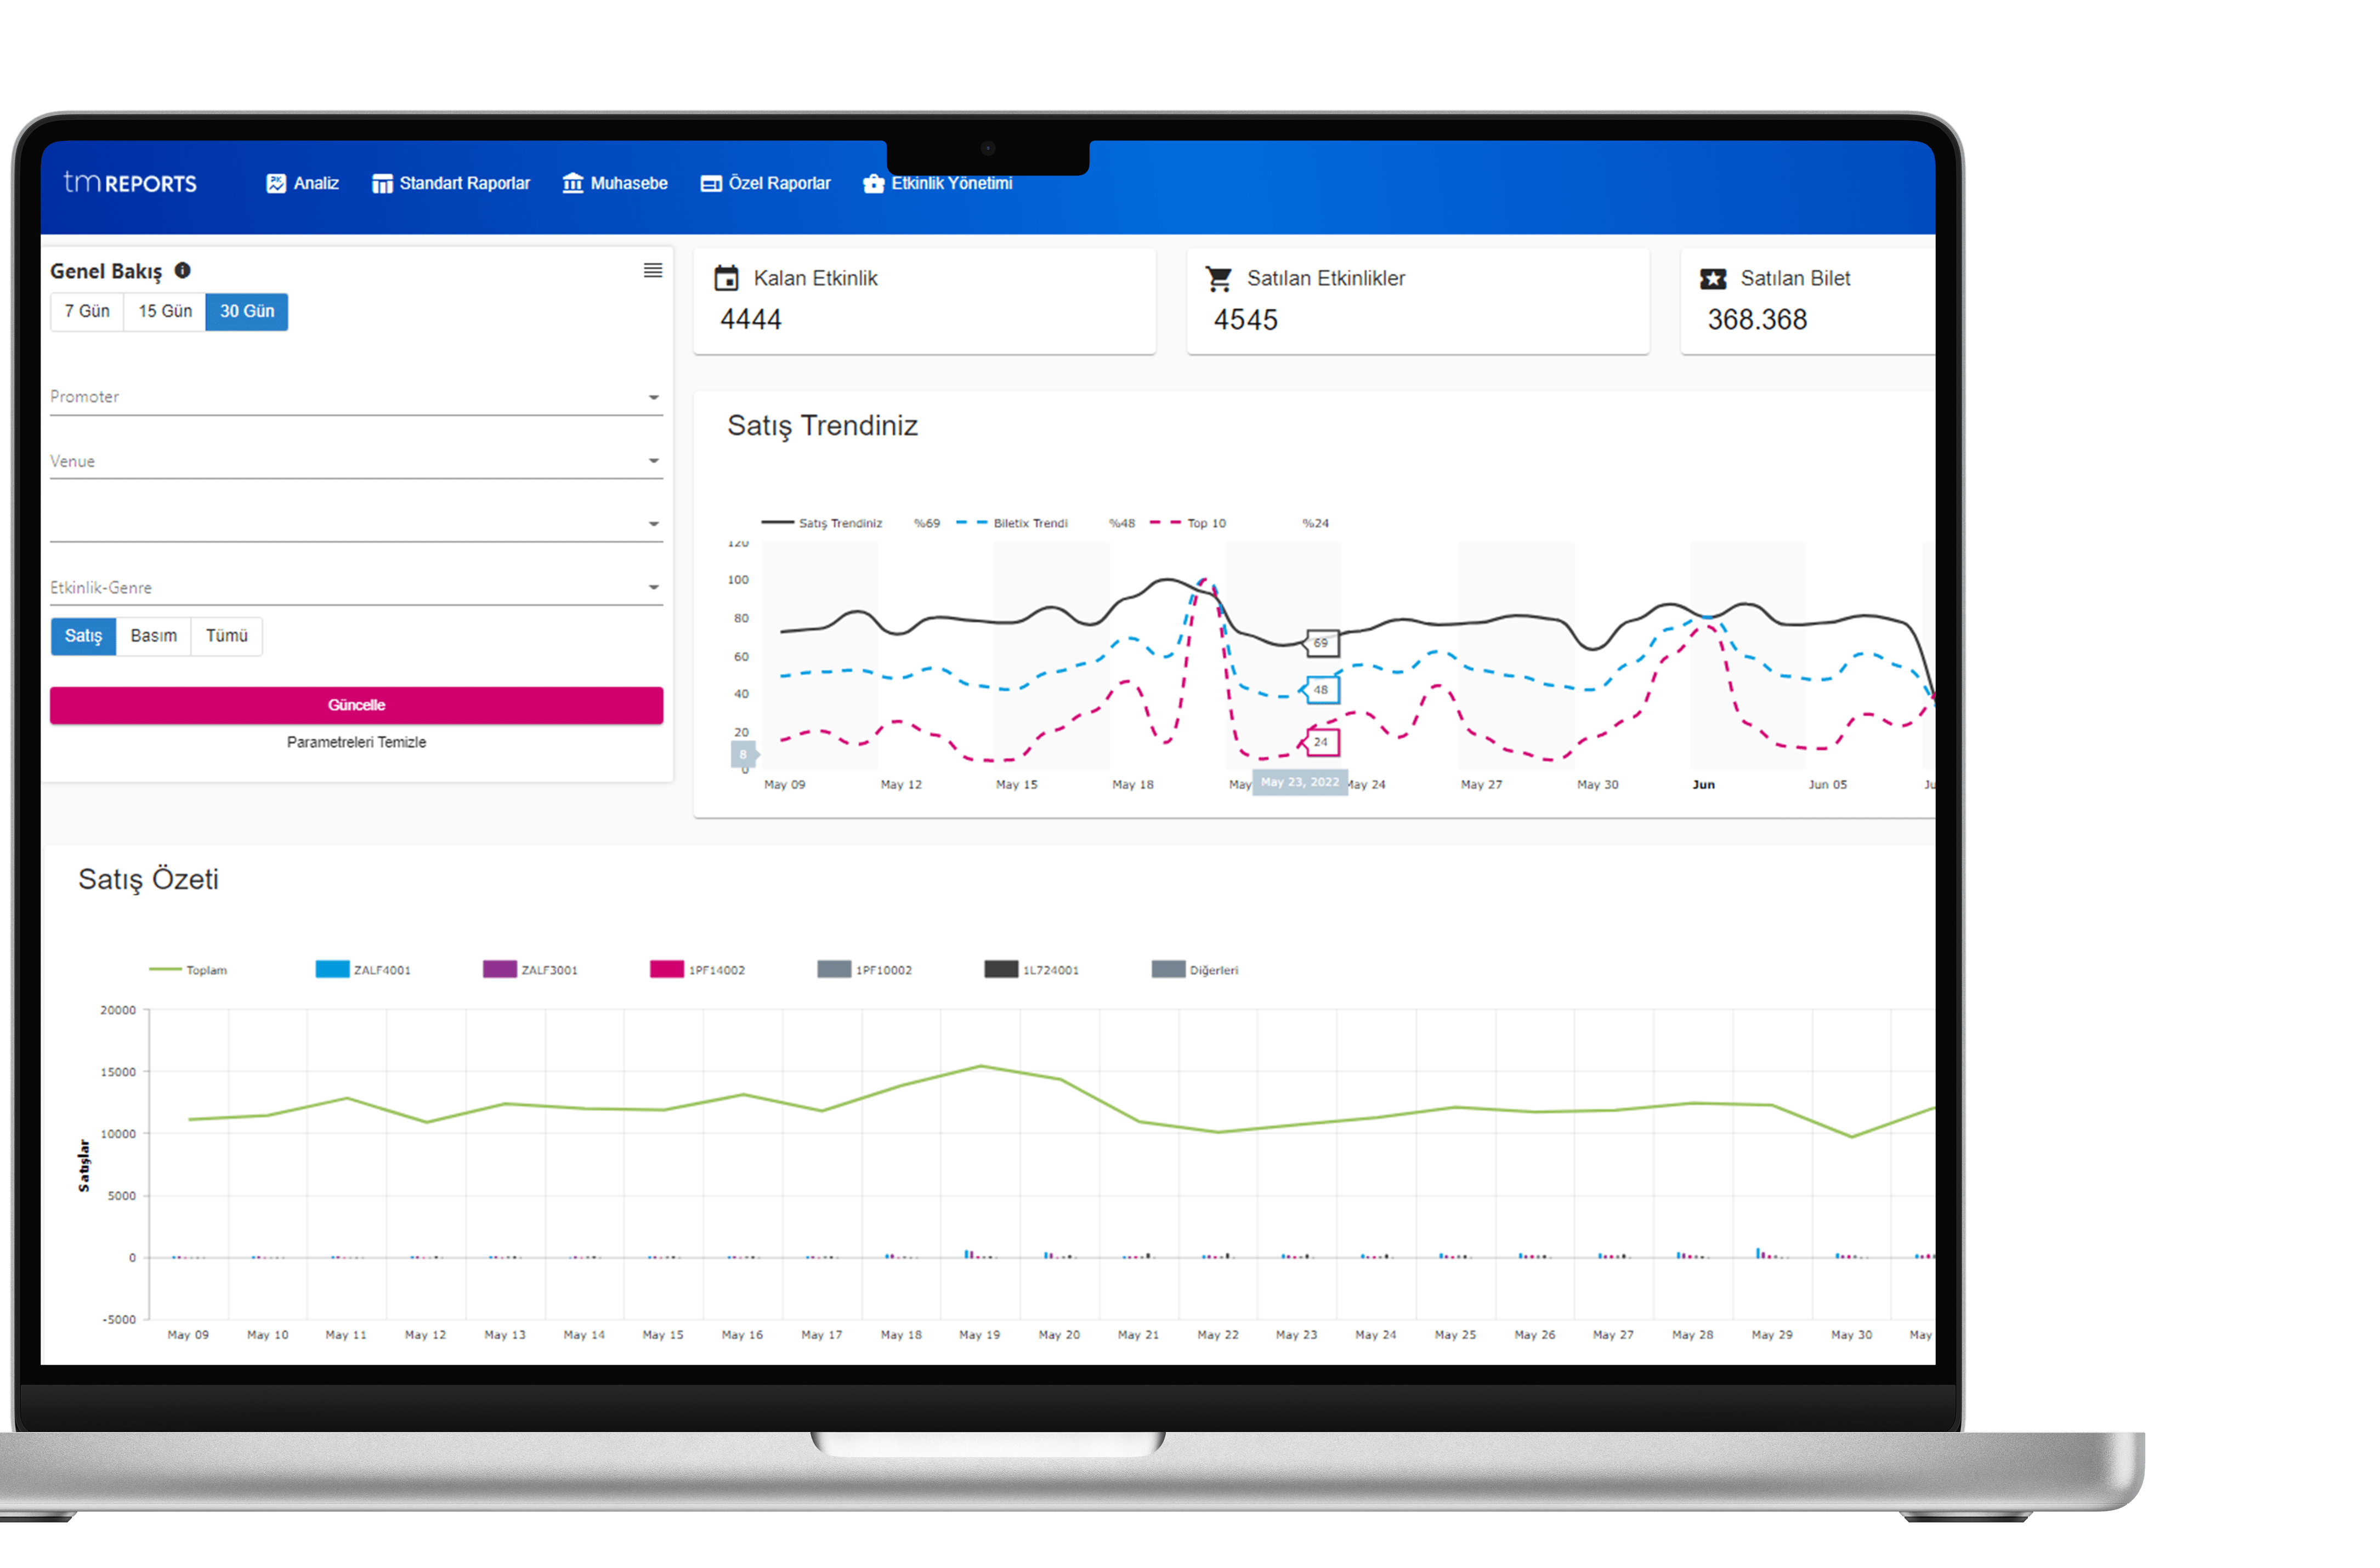 tm REPORTS
Analiz
Standart Raporlar
Muhasebe
Özel Raporlar
Etkinlik Yönetimi
Genel Bakış
7 Gün 15 Gün 30 Gün
Promoter
Venue
Etkinlik-Genre
Satış Basım Tümü
Güncelle
Parametreleri Temizle
Kalan Etkinlik
4444
Satılan Etkinlikler
4545
Satılan Bilet
368.368
Satış Trendiniz
Satış Trendiniz %69 Biletix Trendi %48 Top 10 %24
120
100
80
60
40
20
0
8
69
48
24
May 09 May 12 May 15 May 18 May May 23, 2022 May 24 May 27 May 30 Jun Jun 05
Satış Özeti
Toplam ZALF4001 ZALF3001 1PF14002 1PF10002 1L724001 Diğerleri
Satışlar
20000
15000
10000
5000
0
-5000
May 09 May 10 May 11 May 12 May 13 May 14 May 15 May 16 May 17 May 18 May 19 May 20 May 21 May 22 May 23 May 24 May 25 May 26 May 27 May 28 May 29 May 30 May